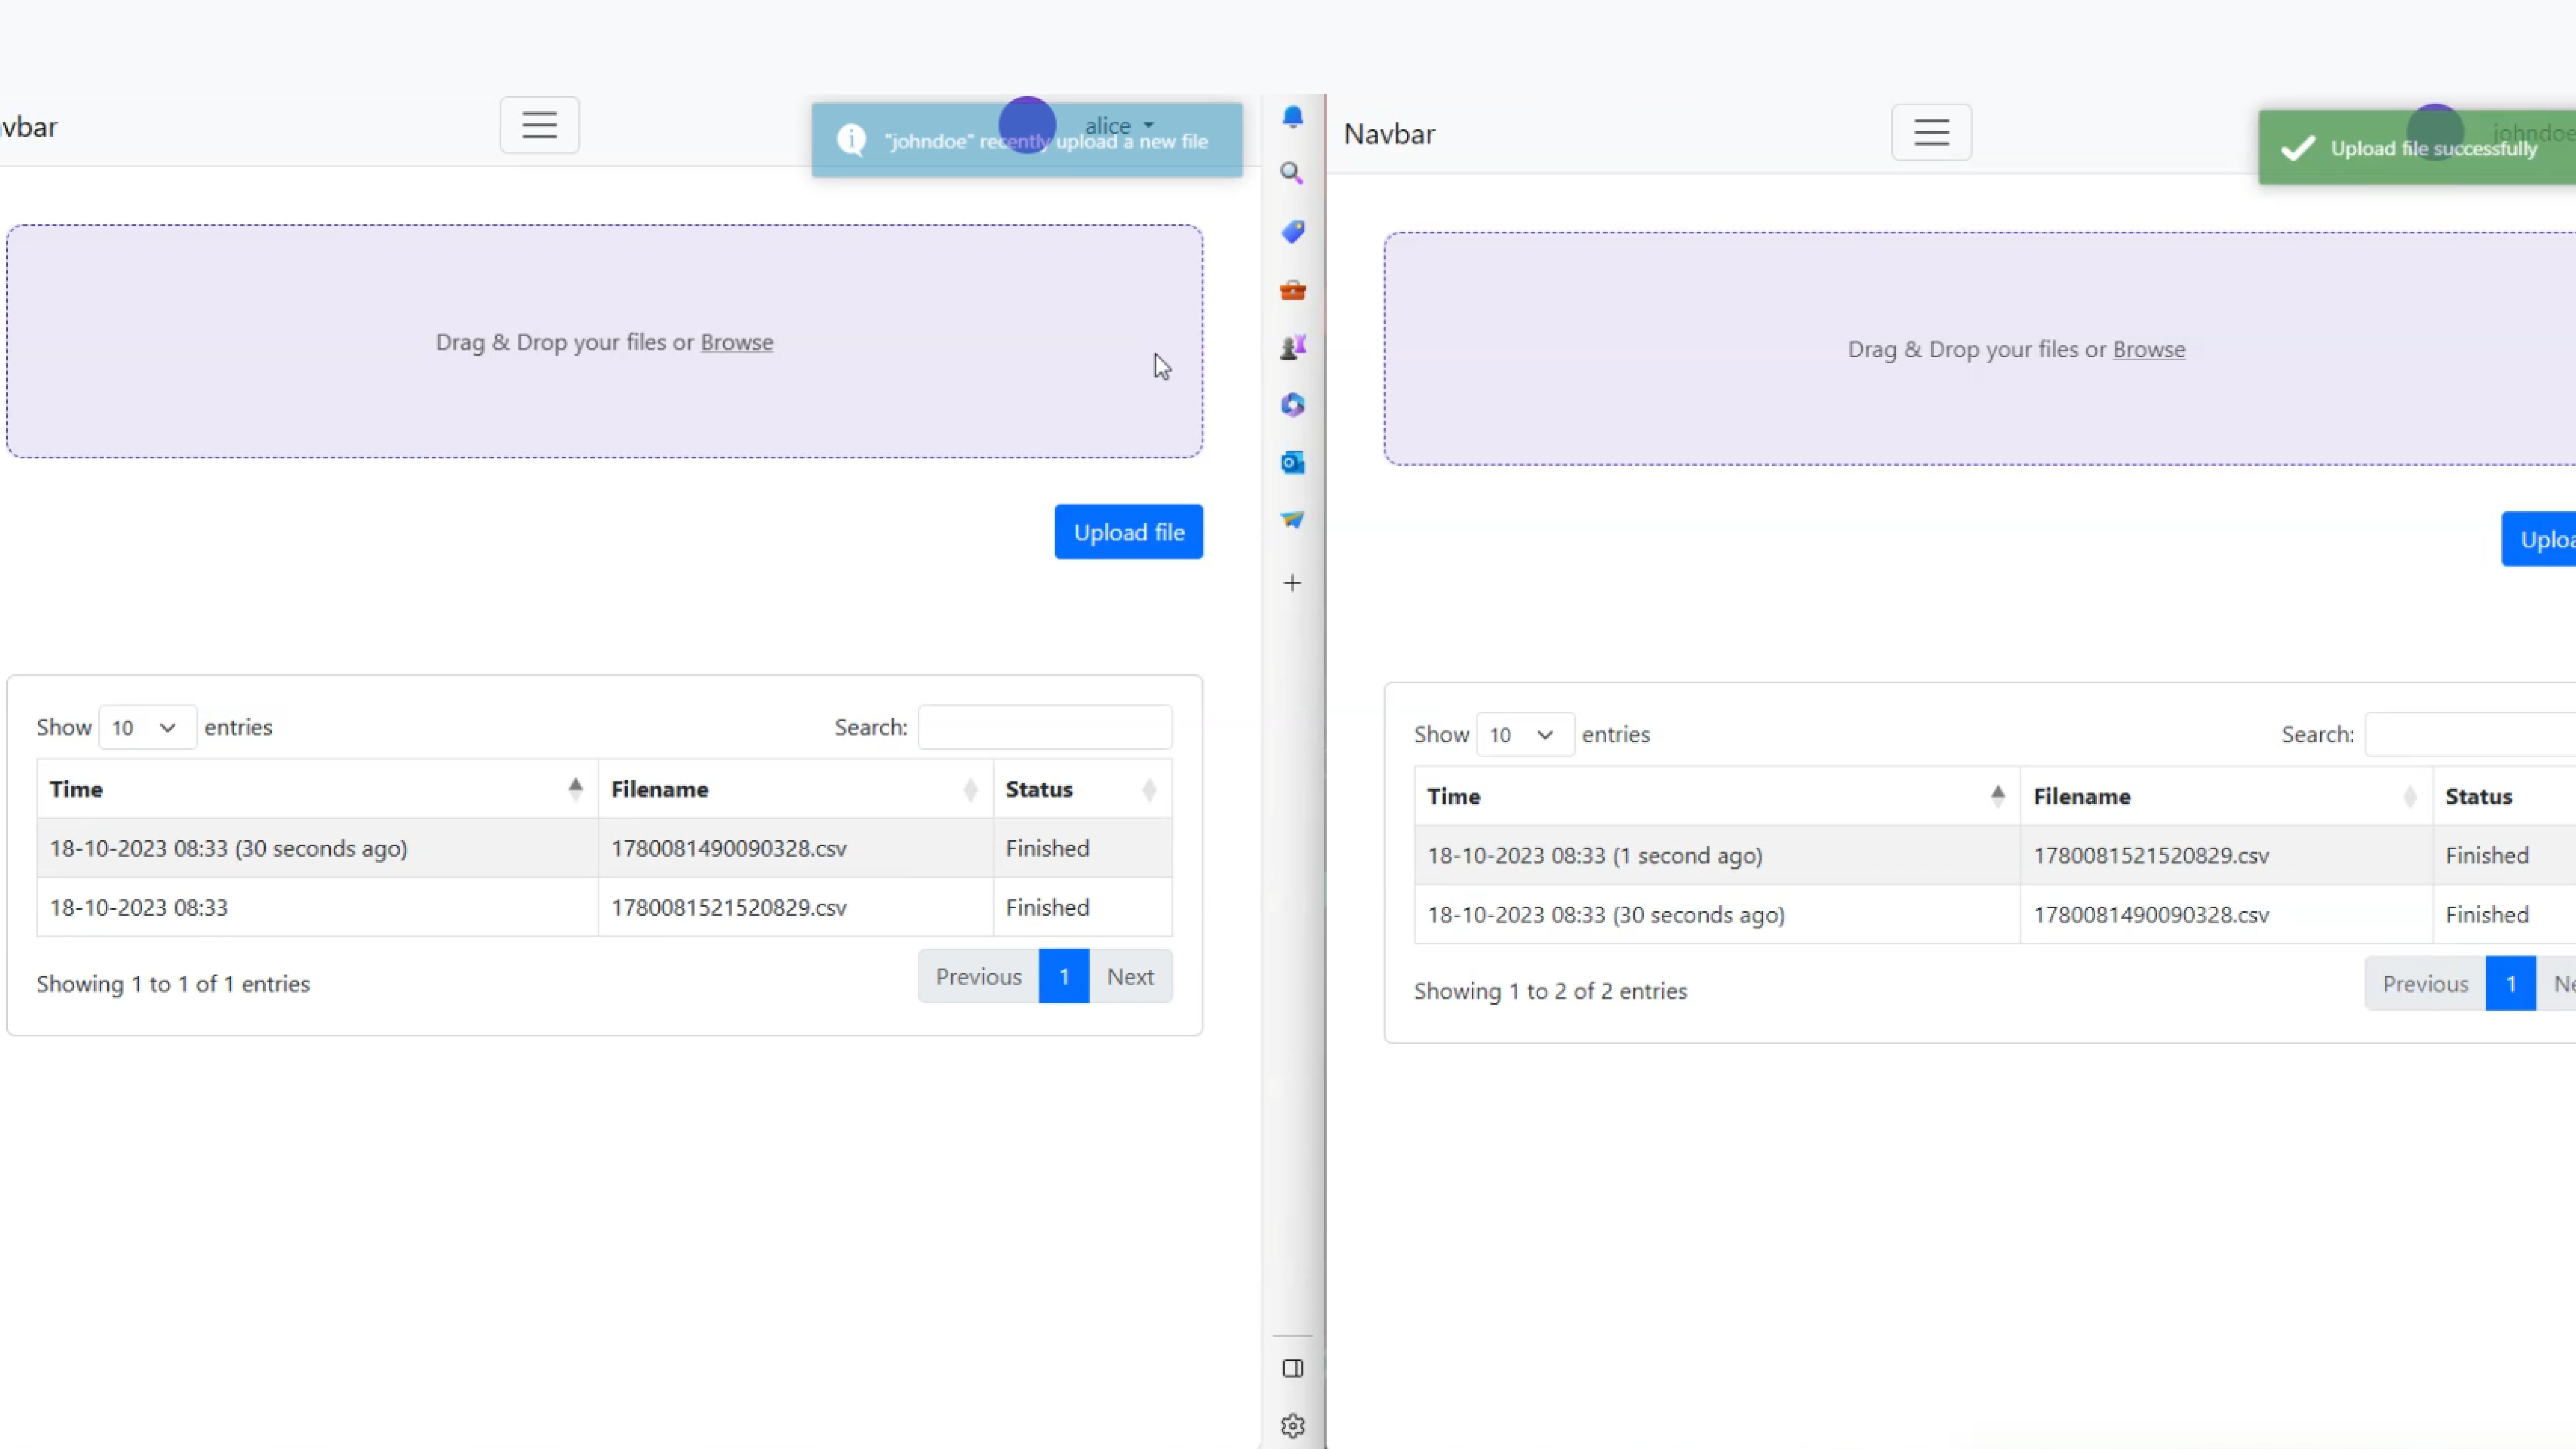 vbar
alice
"johndoe" recently upload a new file
Drag & Drop your files or Browse
Upload file
Show 10 entries Search:
Time Filename Status
18-10-2023 08:33 (30 seconds ago) 1780081490090328.csv Finished
18-10-2023 08:33 1780081521520829.csv Finished
Showing 1 to 1 of 1 entries Previous 1 Next
Navbar
johndoe
Upload file successfully
Drag & Drop your files or Browse
Uploa
Show 10 entries Search:
Time Filename Status
18-10-2023 08:33 (1 second ago) 1780081521520829.csv Finished
18-10-2023 08:33 (30 seconds ago) 1780081490090328.csv Finished
Showing 1 to 2 of 2 entries Previous 1 Ne